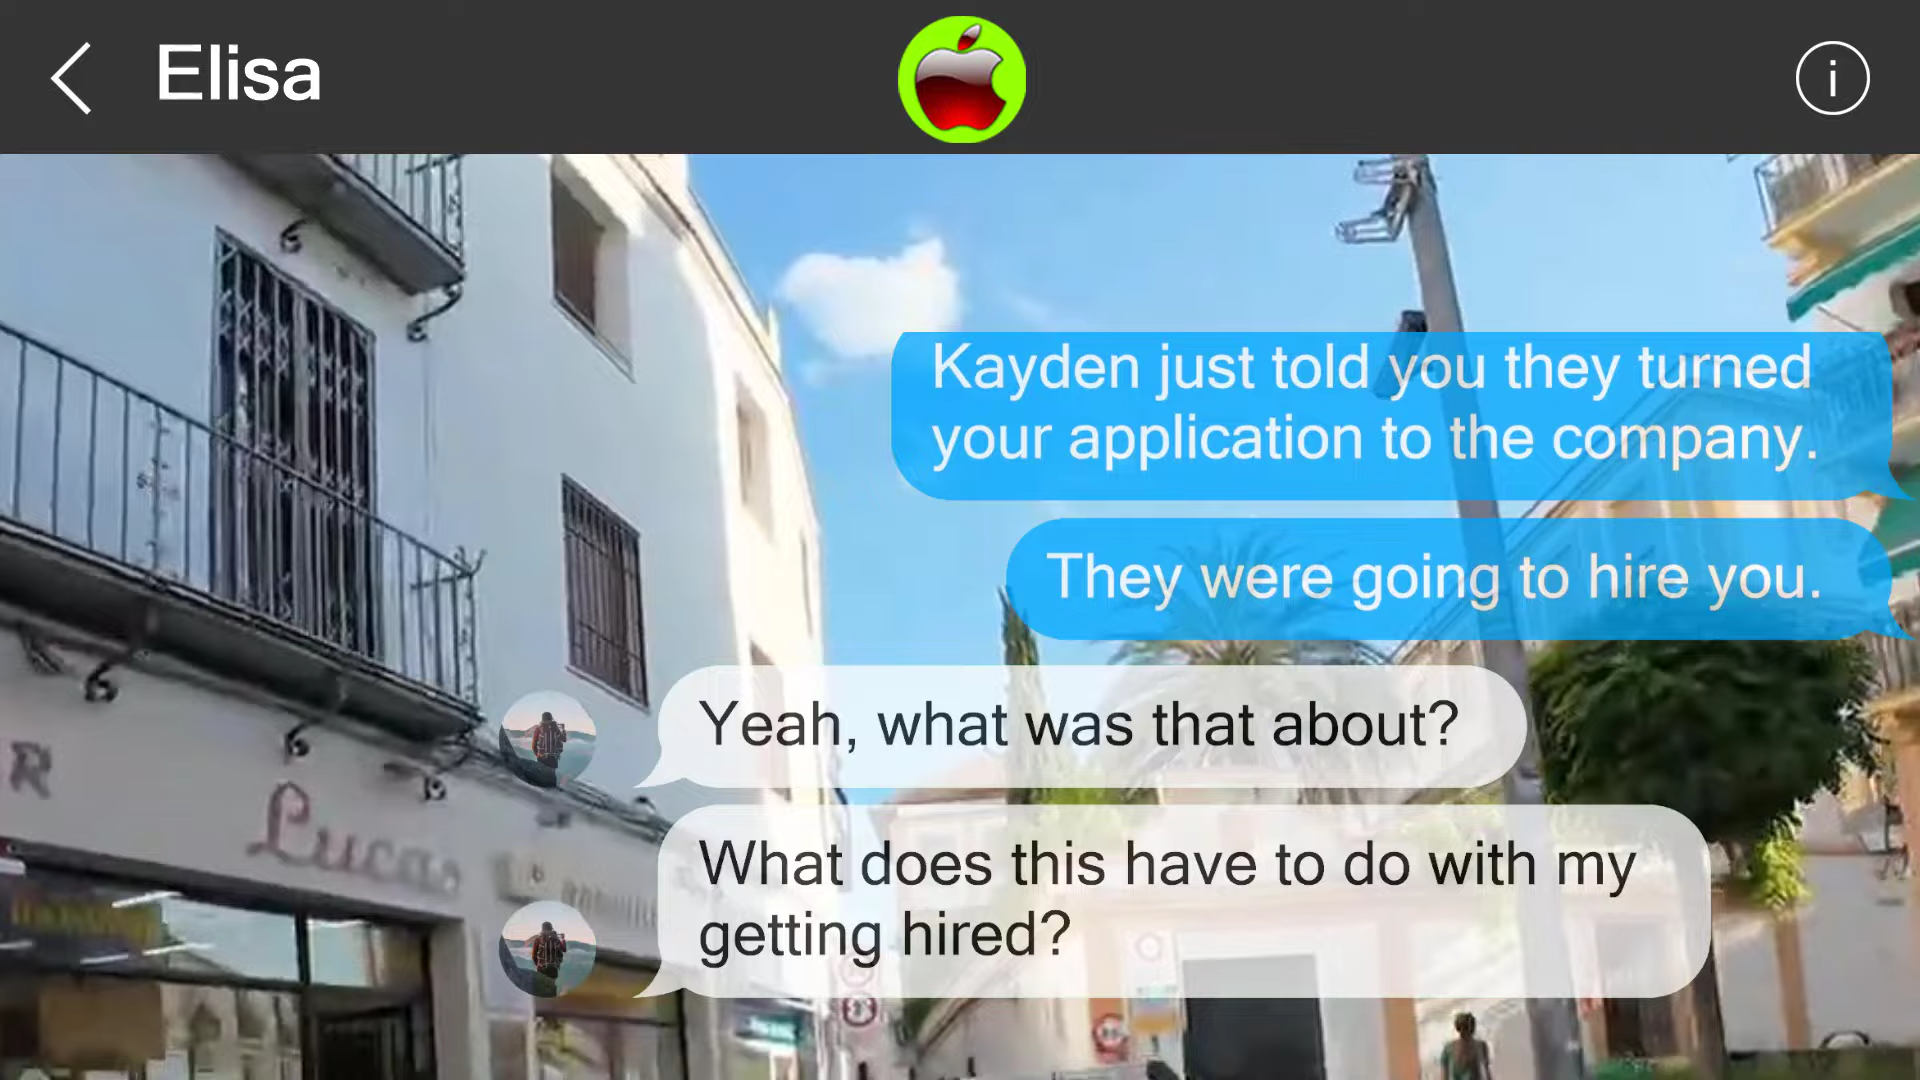 Elisa
Kayden just told you they turned
your application to the company.
They were going to hire you.
Yeah, what was that about?
What does this have to do with my
getting hired?
R
Lucas